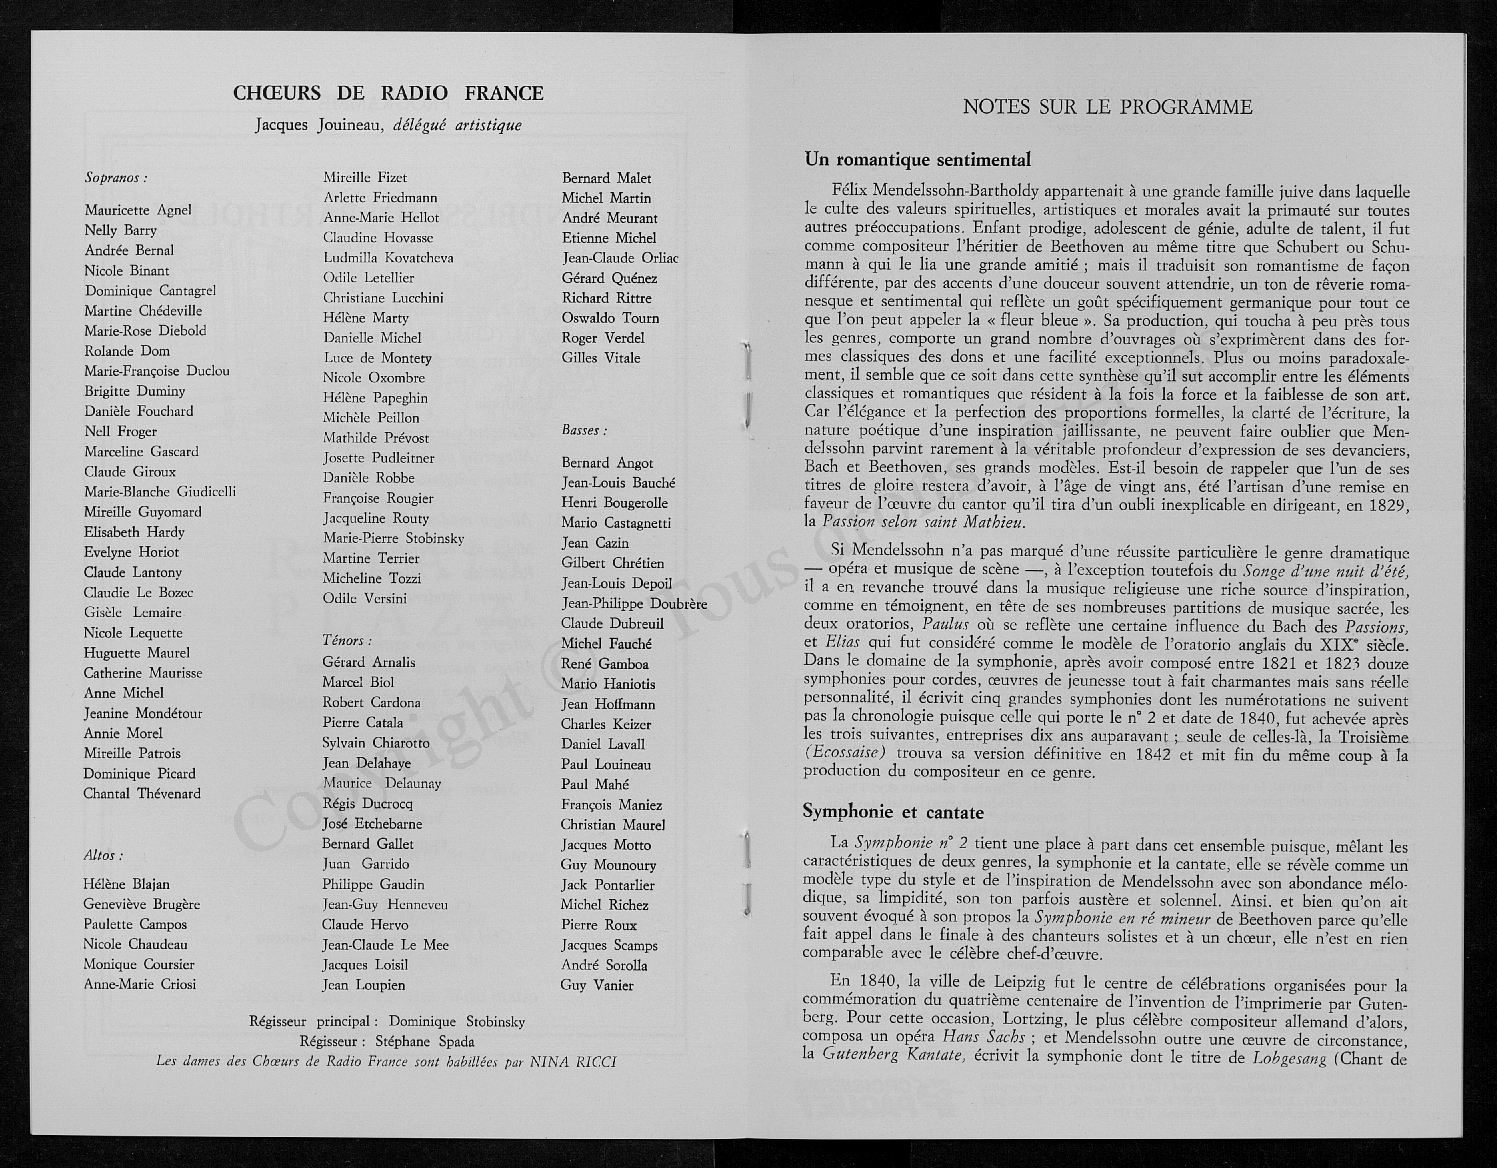 CHŒURS DE RADIO FRANCE
Jacques Jouineau, délégué artistique
Sopranos :
Mauricette Agnel
Nelly Barry
Andrée Bernal
Nicole Binant
Dominique Cantagrel
Martine Chédeville
Marie-Rose Diebold
Rolande Dom
Marie-Françoise Duclou
Brigitte Duminy
Danièle Fouchard
Nell Froger
Marceline Gascard
Claude Giroux
Marie-Blanche Giudicelli
Mireille Guyomard
Elisabeth Hardy
Evelyne Horiot
Claude Lantony
Claudie Le Bozec
Gisèle Lemaire
Nicole Lequette
Huguette Maurel
Catherine Maurisse
Anne Michel
Jeanine Mondétour
Annie Morel
Mireille Patrois
Dominique Picard
Chantal Thévenard
Altos :
Hélène Blajan
Geneviève Brugère
Paulette Campos
Nicole Chaudeau
Monique Coursier
Anne-Marie Criosi
Mireille Fizet
Arlette Friedmann
Anne-Marie Hellot
Claudine Hovasse
Ludmilla Kovatcheva
Odile Letellier
Christiane Lucchini
Hélène Marty
Danielle Michel
Luce de Montety
Nicole Oxombre
Hélène Papeghin
Michèle Peillon
Mathilde Prévost
Josette Pudleitner
Danièle Robbe
Françoise Rougier
Jacqueline Routy
Marie-Pierre Stobinsky
Martine Terrier
Micheline Tozzi
Odile Versini
Ténors :
Gérard Arnalis
Marcel Biol
Robert Cardona
Pierre Catala
Sylvain Chiarotto
Jean Delahaye
Maurice Delaunay
Régis Ducrocq
José Etchebarne
Bernard Gallet
Juan Garrido
Philippe Gaudin
Jean-Guy Henneveu
Claude Hervo
Jean-Claude Le Mee
Jacques Loisil
Jean Loupien
Bernard Malet
Michel Martin
André Meurant
Etienne Michel
Jean-Claude Orliac
Gérard Quénez
Richard Rittre
Oswaldo Tourn
Roger Verdel
Gilles Vitale
Basses :
Bernard Angot
Jean-Louis Bauché
Henri Bougerolle
Mario Castagnetti
Jean Cazin
Gilbert Chrétien
Jean-Louis Depoil
Jean-Philippe Doubrère
Claude Dubreuil
Michel Fauché
René Gamboa
Mario Haniotis
Jean Hoffmann
Charles Keizer
Daniel Lavall
Paul Louineau
Paul Mahé
François Maniez
Christian Maurel
Jacques Motto
Guy Mounoury
Jack Pontarlier
Michel Richez
Pierre Roux
Jacques Scamps
André Sorolla
Guy Vanier
Régisseur principal : Dominique Stobinsky
Régisseur : Stéphane Spada
Les dames des Chœurs de Radio France sont habillées par NINA RICCI
NOTES SUR LE PROGRAMME
Un romantique sentimental
Félix Mendelssohn-Bartholdy appartenait à une grande famille juive dans laquelle
le culte des valeurs spirituelles, artistiques et morales avait la primauté sur toutes
autres préoccupations. Enfant prodige, adolescent de génie, adulte de talent, il fut
comme compositeur l'héritier de Beethoven au même titre que Schubert ou Schu-
mann à qui le lia une grande amitié ; mais il traduisit son romantisme de façon
différente, par des accents d'une douceur souvent attendrie, un ton de rêverie roma-
nesque et sentimental qui reflète un goût spécifiquement germanique pour tout ce
que l'on peut appeler la « fleur bleue ». Sa production, qui toucha à peu près tous
les genres, comporte un grand nombre d'ouvrages où s'exprimèrent dans des for-
mes classiques des dons et une facilité exceptionnels. Plus ou moins paradoxale-
ment, il semble que ce soit dans cette synthèse qu'il sut accomplir entre les éléments
classiques et romantiques que résident à la fois la force et la faiblesse de son art.
Car l'élégance et la perfection des proportions formelles, la clarté de l'écriture, la
nature poétique d'une inspiration jaillissante, ne peuvent faire oublier que Men-
delssohn parvint rarement à la véritable profondeur d'expression de ses devanciers,
Bach et Beethoven, ses grands modèles. Est-il besoin de rappeler que l'un de ses
titres de gloire restera d'avoir, à l'âge de vingt ans, été l'artisan d'une remise en
faveur de l'œuvre du cantor qu'il tira d'un oubli inexplicable en dirigeant, en 1829,
la Passion selon saint Mathieu.
Si Mendelssohn n'a pas marqué d'une réussite particulière le genre dramatique
— opéra et musique de scène —, à l'exception toutefois du Songe d'une nuit d'été,
il a en revanche trouvé dans la musique religieuse une riche source d'inspiration,
comme en témoignent, en tête de ses nombreuses partitions de musique sacrée, les
deux oratorios, Paulus où se reflète une certaine influence du Bach des Passions,
et Elias qui fut considéré comme le modèle de l'oratorio anglais du XIXe siècle.
Dans le domaine de la symphonie, après avoir composé entre 1821 et 1823 douze
symphonies pour cordes, œuvres de jeunesse tout à fait charmantes mais sans réelle
personnalité, il écrivit cinq grandes symphonies dont les numérotations ne suivent
pas la chronologie puisque celle qui porte le n° 2 et date de 1840, fut achevée après
les trois suivantes, entreprises dix ans auparavant ; seule de celles-là, la Troisième
(Ecossaise) trouva sa version définitive en 1842 et mit fin du même coup à la
production du compositeur en ce genre.
Symphonie et cantate
La Symphonie n° 2 tient une place à part dans cet ensemble puisque, mêlant les
caractéristiques de deux genres, la symphonie et la cantate, elle se révèle comme un
modèle type du style et de l'inspiration de Mendelssohn avec son abondance mélo-
dique, sa limpidité, son ton parfois austère et solennel. Ainsi. et bien qu'on ait
souvent évoqué à son propos la Symphonie en ré mineur de Beethoven parce qu'elle
fait appel dans le finale à des chanteurs solistes et à un chœur, elle n'est en rien
comparable avec le célèbre chef-d'œuvre.
En 1840, la ville de Leipzig fut le centre de célébrations organisées pour la
commémoration du quatrième centenaire de l'invention de l'imprimerie par Guten-
berg. Pour cette occasion, Lortzing, le plus célèbre compositeur allemand d'alors,
composa un opéra Hans Sachs ; et Mendelssohn outre une œuvre de circonstance,
la Gutenberg Kantate, écrivit la symphonie dont le titre de Lobgesang (Chant de
Copyright © Tous